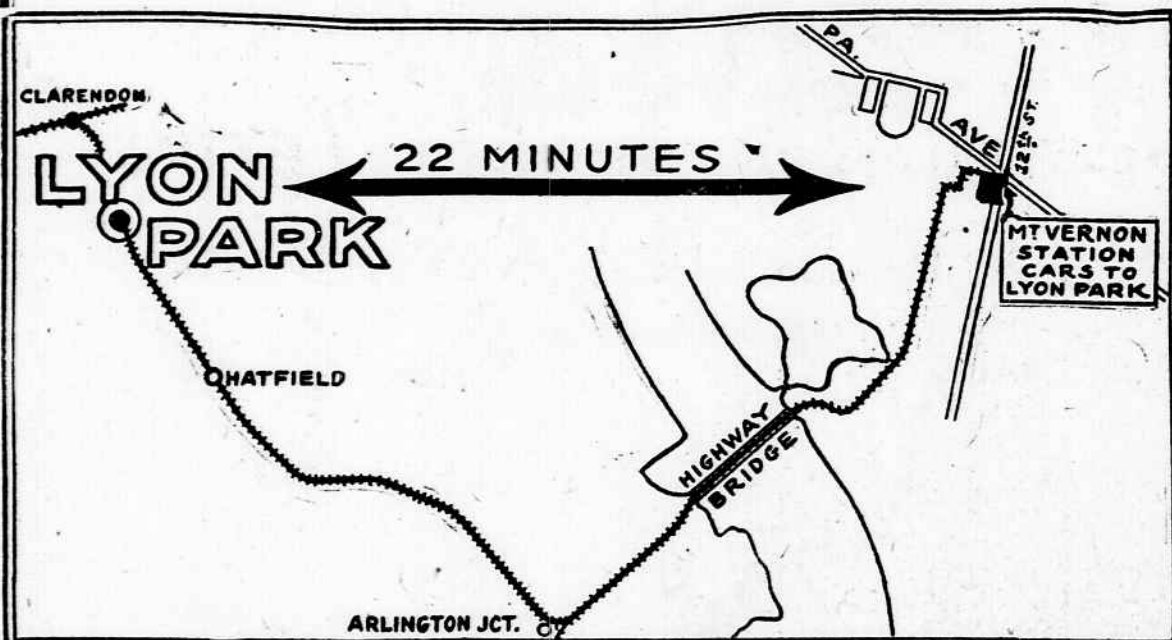 PA. AVE
12TH ST.
CLARENDON
LYON
PARK
22 MINUTES
MT VERNON
STATION
CARS TO
LYON PARK
HATFIELD
HIGHWAY
BRIDGE
ARLINGTON JCT.